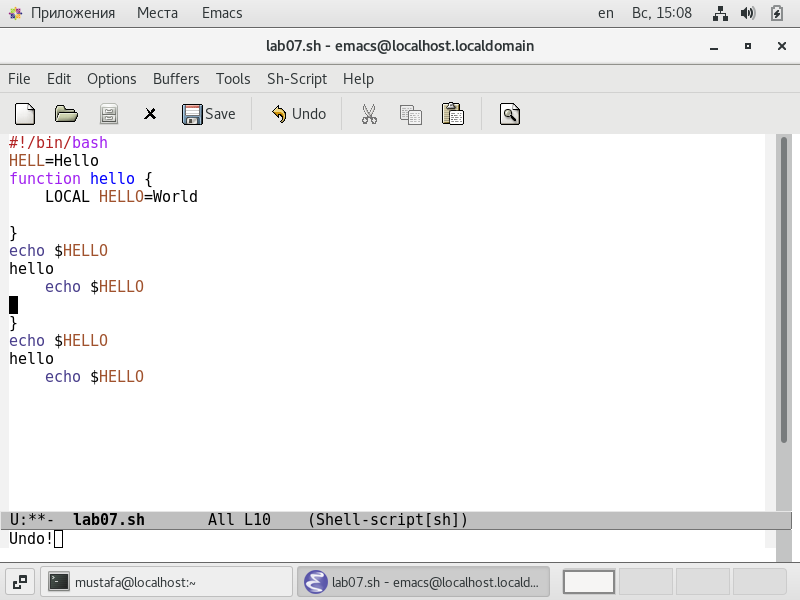 Приложения Места Emacs en Вс, 15:08
lab07.sh - emacs@localhost.localdomain
File Edit Options Buffers Tools Sh-Script Help
Save Undo
#!/bin/bash
HELL=Hello
function hello {
    LOCAL HELLO=World
}
echo $HELLO
hello
    echo $HELLO
}
echo $HELLO
hello
    echo $HELLO
U:**-  lab07.sh       All L10    (Shell-script[sh])
Undo!
mustafa@localhost:~ lab07.sh - emacs@localhost.locald...